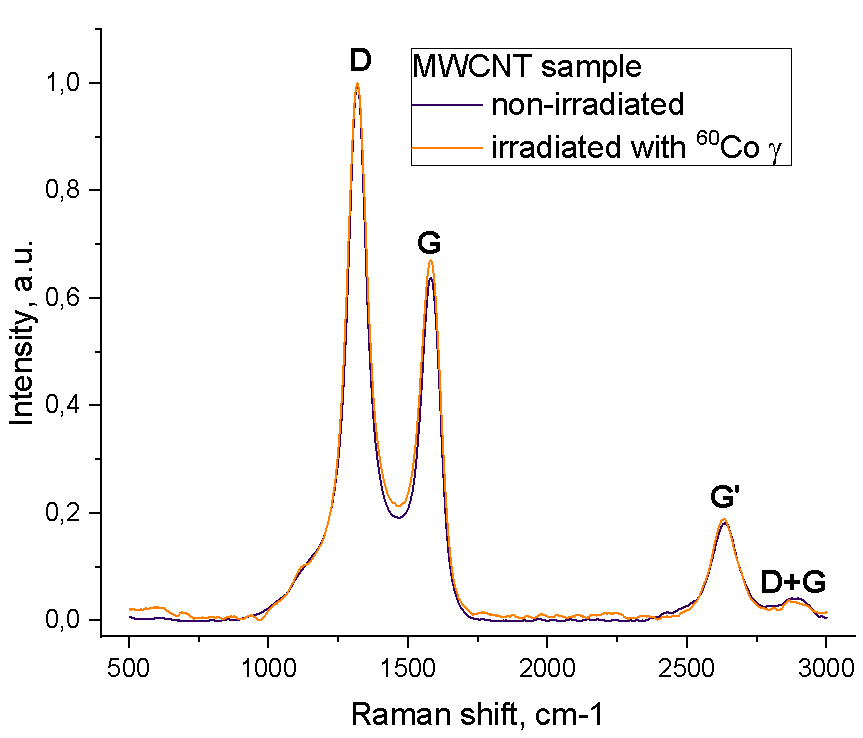 MWCNT sample
non-irradiated
irradiated with ⁶⁰Co γ
D
G
G'
D+G
1,0
0,8
0,6
0,4
0,2
0,0
Intensity, a.u.
500 1000 1500 2000 2500 3000
Raman shift, cm-1